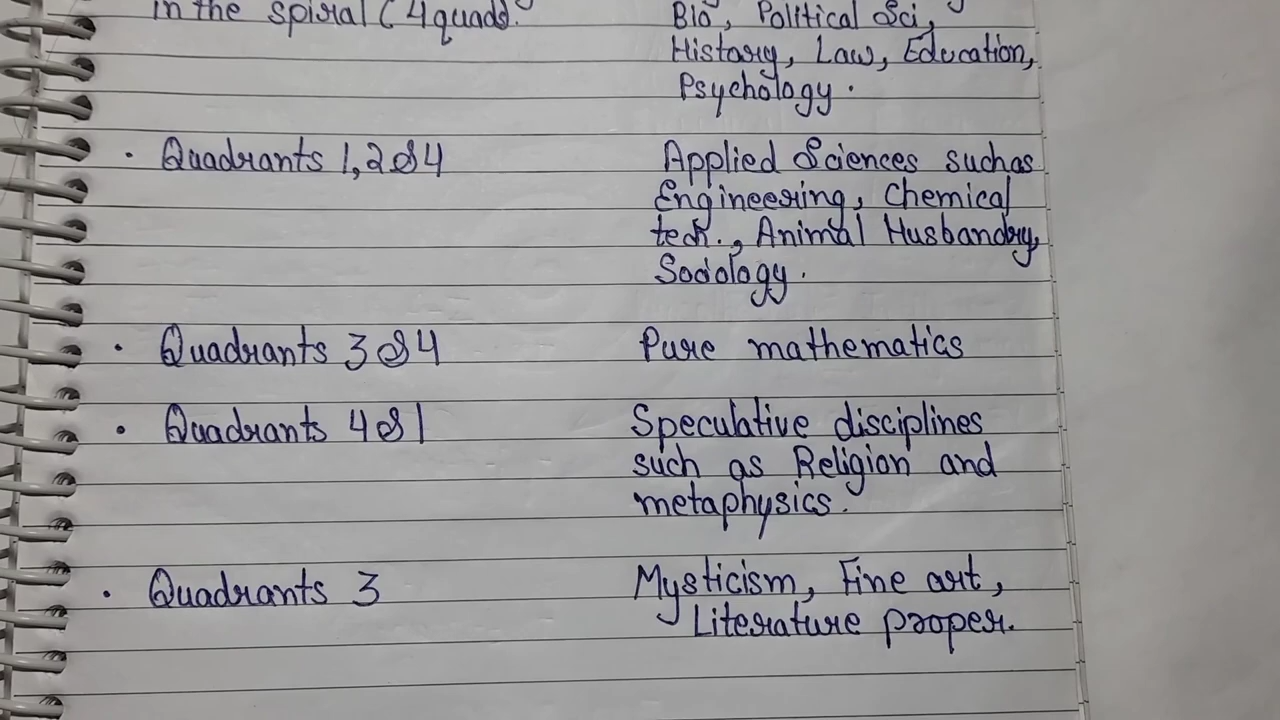 in the spiral (4 quads.
Bio, Political Sci,
History, Law, Education,
Psychology.
• Quadrants 1, 2 & 4
Applied Sciences such as
Engineering, Chemical
tech., Animal Husbandry,
Sociology.
• Quadrants 3 & 4
Pure mathematics
• Quadrants 4 & 1
Speculative disciplines
such as Religion and
metaphysics.
• Quadrants 3
Mysticism, Fine art,
Literature proper.